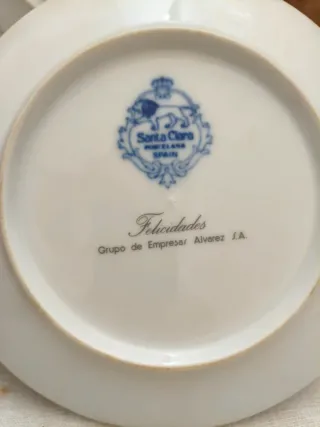 Santa Clara
PORCELANA
SPAIN
Felicidades
Grupo de Empresas Alvarez S.A.